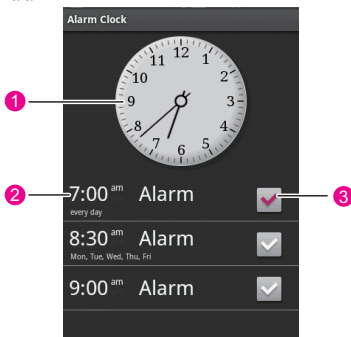 Alarm Clock
12
11 1
10 2
1 9 3
8 4
7 5
6
2 7:00 am Alarm 3
every day
8:30 am Alarm
Mon, Tue, Wed, Thu, Fri
9:00 am Alarm